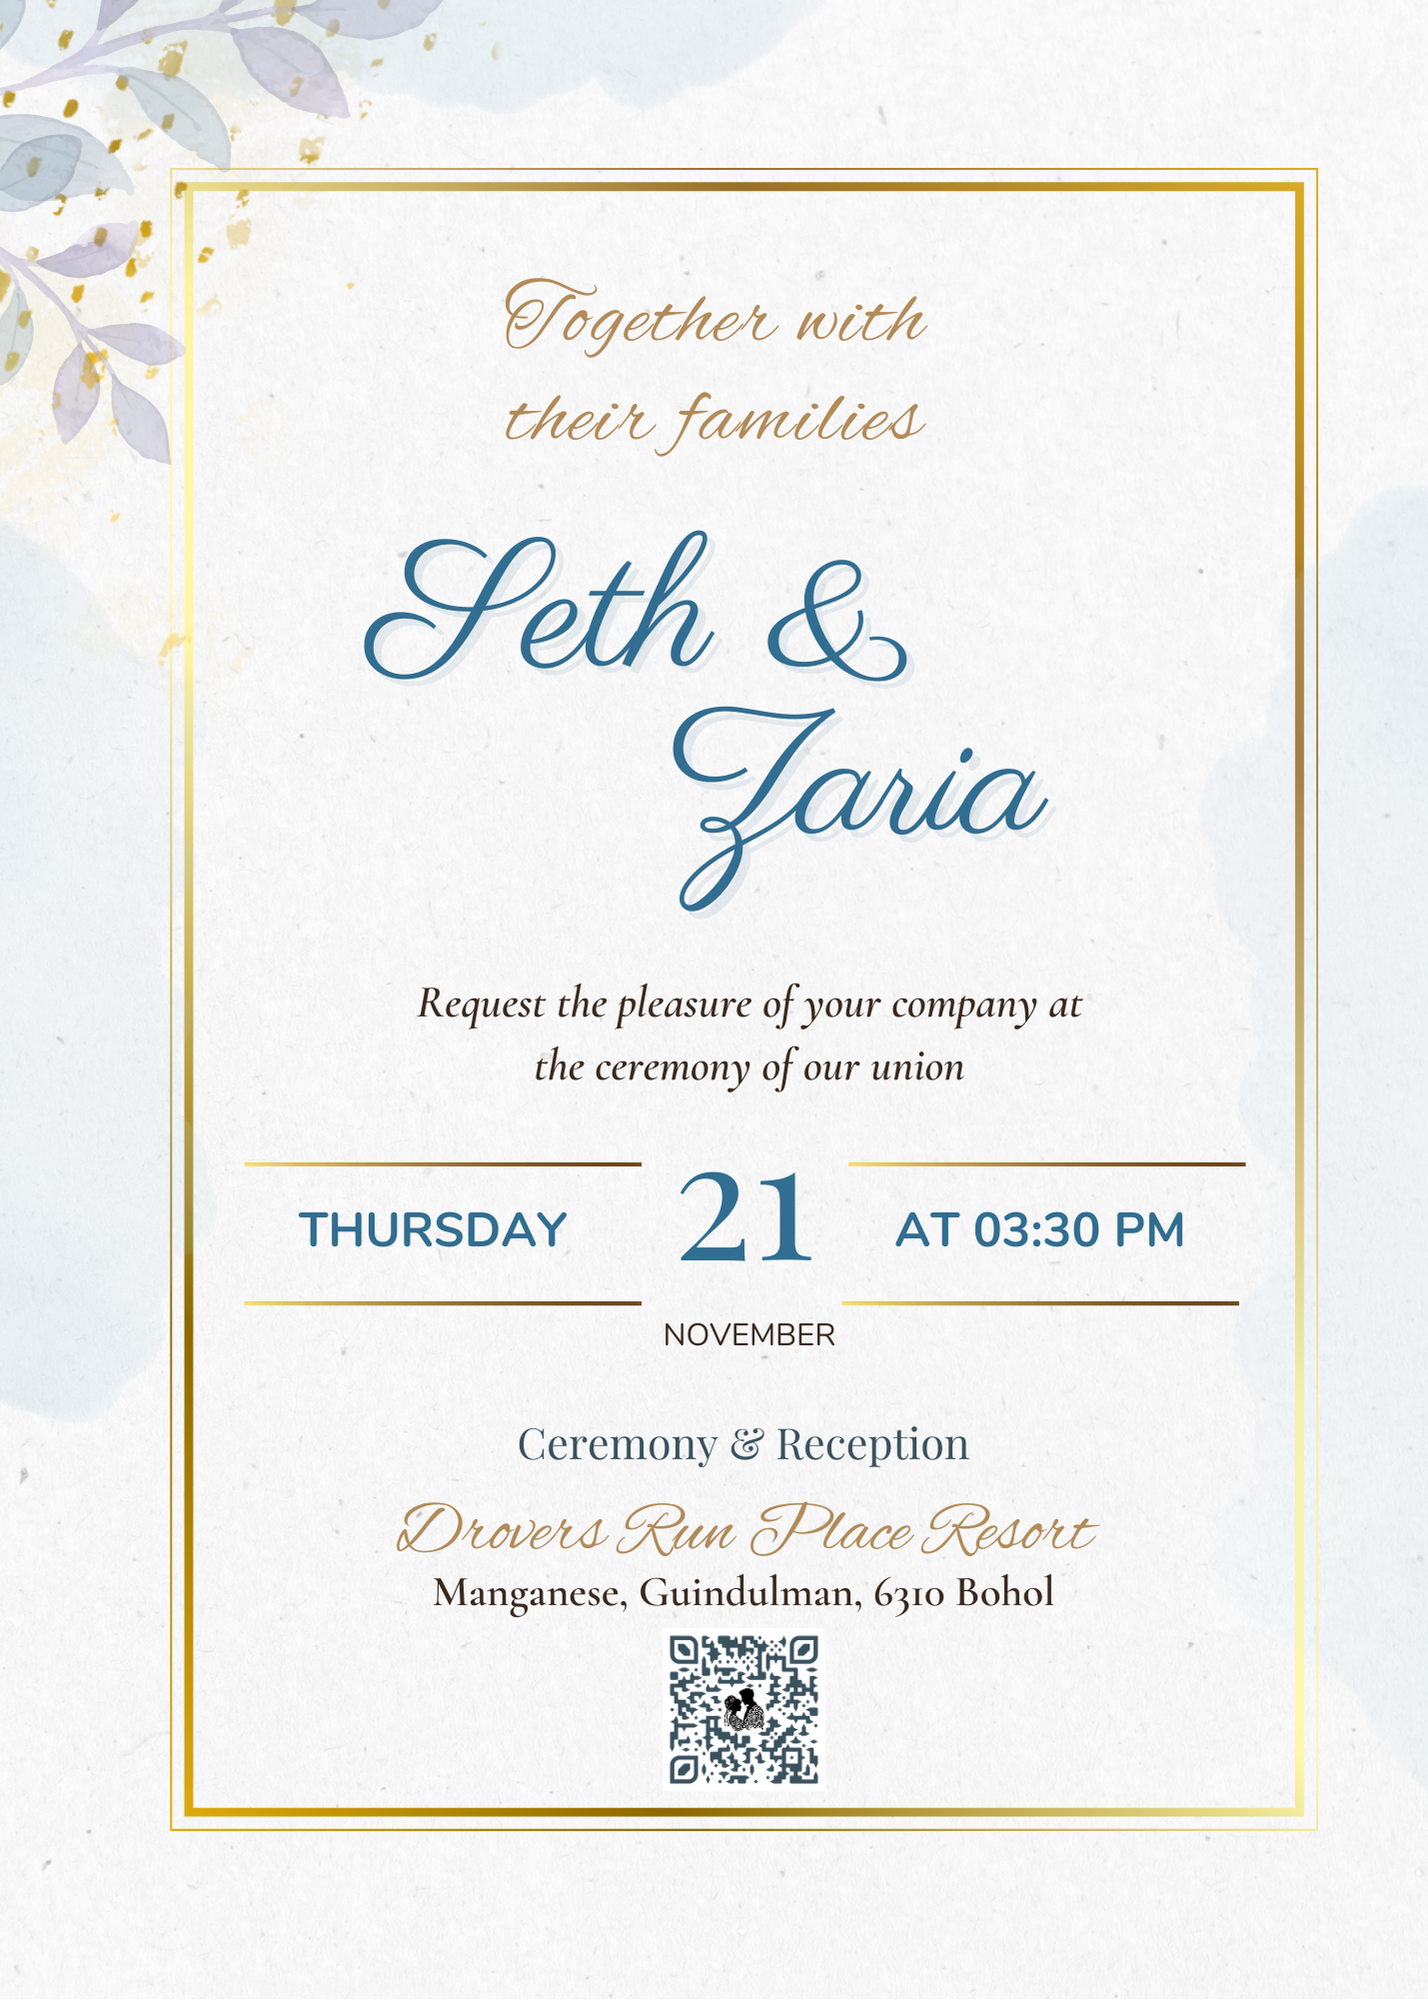 Together with
their families
Seth &
Zaria
Request the pleasure of your company at
the ceremony of our union
THURSDAY
21
AT 03:30 PM
NOVEMBER
Ceremony & Reception
Drovers Run Place Resort
Manganese, Guindulman, 6310 Bohol